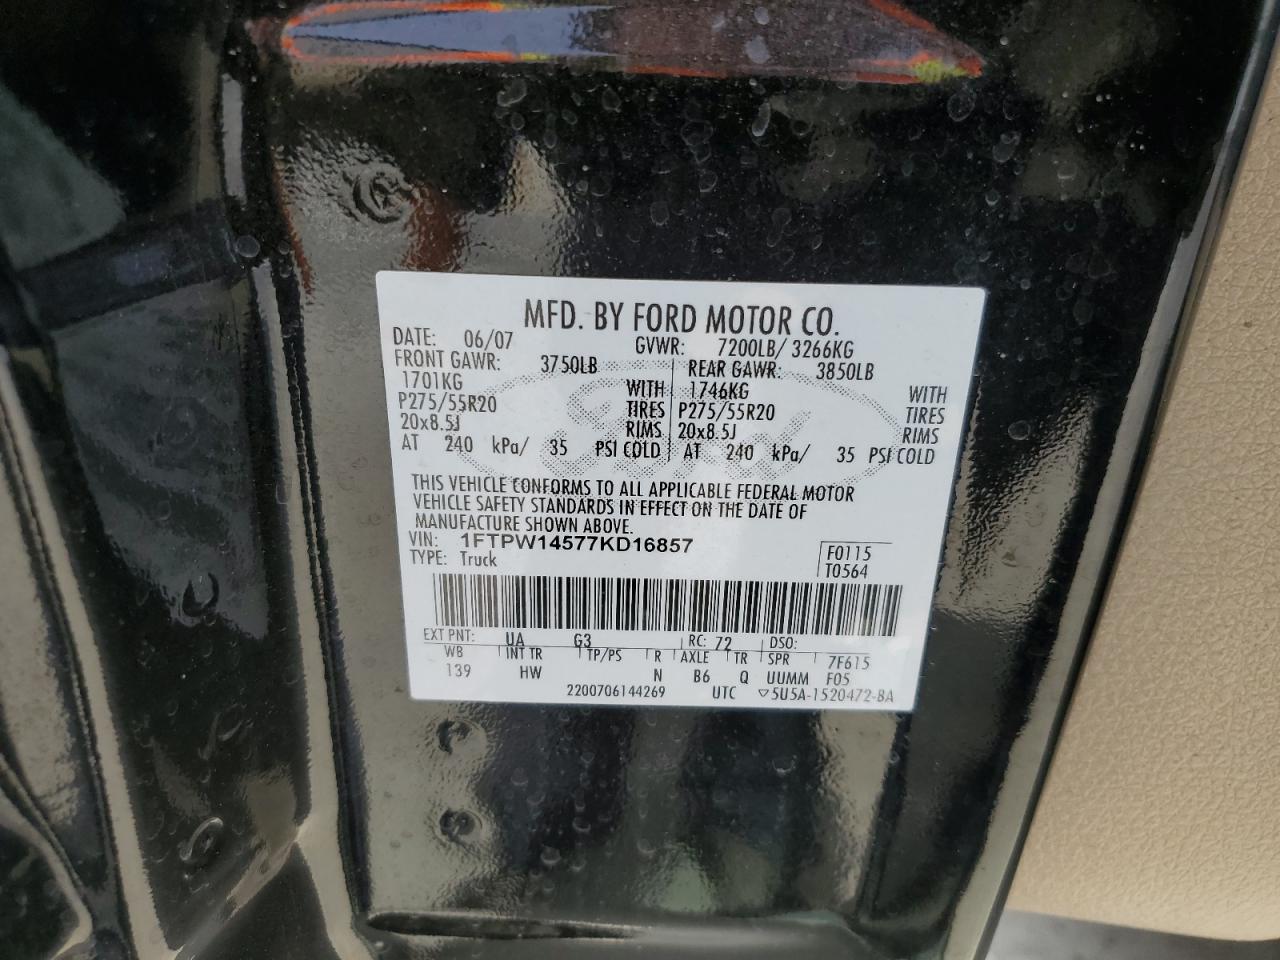 MFD. BY FORD MOTOR CO.
DATE: 06/07 GVWR: 7200LB/ 3266KG
FRONT GAWR: 3750LB REAR GAWR: 3850LB
1701KG WITH 1746KG WITH
P275/55R20 TIRES P275/55R20 TIRES
20x8.5J RIMS 20x8.5J RIMS
AT 240 kPa/ 35 PSI COLD AT 240 kPa/ 35 PSI COLD
Ford
THIS VEHICLE CONFORMS TO ALL APPLICABLE FEDERAL MOTOR
VEHICLE SAFETY STANDARDS IN EFFECT ON THE DATE OF
MANUFACTURE SHOWN ABOVE.
VIN: 1FTPW14577KD16857 F0115
TYPE: Truck T0564
EXT PNT: UA G3 RC: 72 DSO:
WB INT TR TP/PS R AXLE TR SPR 7F615
139 HW N B6 Q UUMM F05
2200706144269 UTC ▽5U5A-1520472-BA